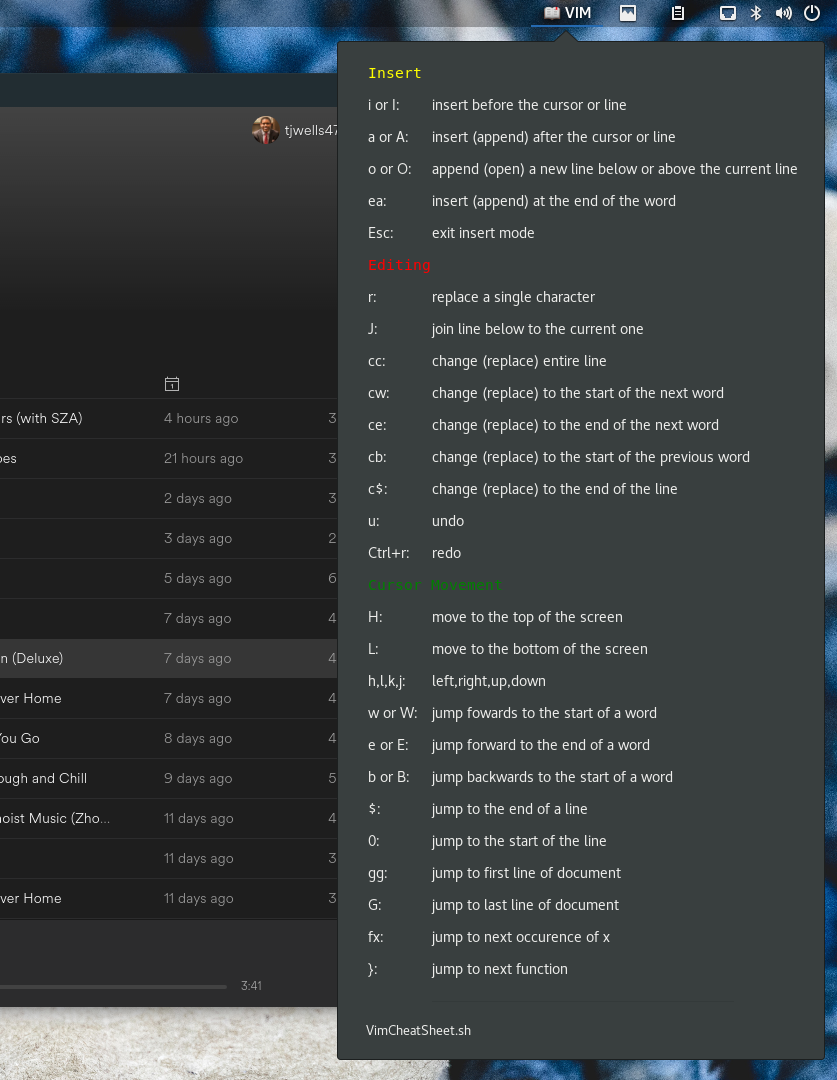 VIM
Insert
i or I: insert before the cursor or line
a or A: insert (append) after the cursor or line
o or O: append (open) a new line below or above the current line
ea: insert (append) at the end of the word
Esc: exit insert mode
Editing
r: replace a single character
J: join line below to the current one
cc: change (replace) entire line
cw: change (replace) to the start of the next word
ce: change (replace) to the end of the next word
cb: change (replace) to the start of the previous word
c$: change (replace) to the end of the line
u: undo
Ctrl+r: redo
Cursor Movement
H: move to the top of the screen
L: move to the bottom of the screen
h,l,k,j: left,right,up,down
w or W: jump fowards to the start of a word
e or E: jump forward to the end of a word
b or B: jump backwards to the start of a word
$: jump to the end of a line
0: jump to the start of the line
gg: jump to first line of document
G: jump to last line of document
fx: jump to next occurence of x
}: jump to next function
VimCheatSheet.sh
tjwells47
rs (with SZA) 4 hours ago 3
oes 21 hours ago 3
2 days ago 3
3 days ago 2
5 days ago 6
7 days ago 4
n (Deluxe) 7 days ago 4
ver Home 7 days ago 4
You Go 8 days ago 4
ough and Chill 9 days ago 5
noist Music (Zho... 11 days ago 4
11 days ago 3
ver Home 11 days ago 3
3:41